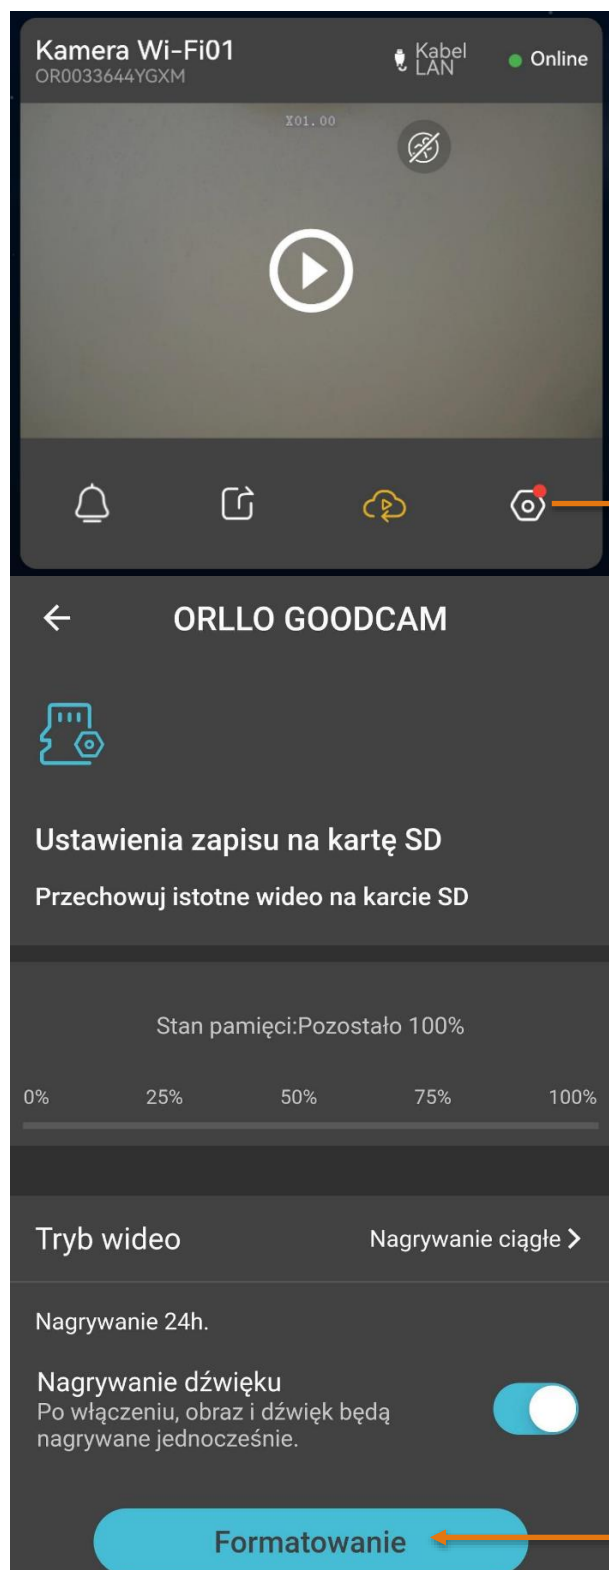 Kamera Wi-Fi01
OR0033644YGXM
Kabel
LAN
Online
X01.00
ORLLO GOODCAM
Ustawienia zapisu na kartę SD
Przechowuj istotne wideo na karcie SD
Stan pamięci:Pozostało 100%
0% 25% 50% 75% 100%
Tryb wideo Nagrywanie ciągłe
Nagrywanie 24h.
Nagrywanie dźwięku
Po włączeniu, obraz i dźwięk będą
nagrywane jednocześnie.
Formatowanie